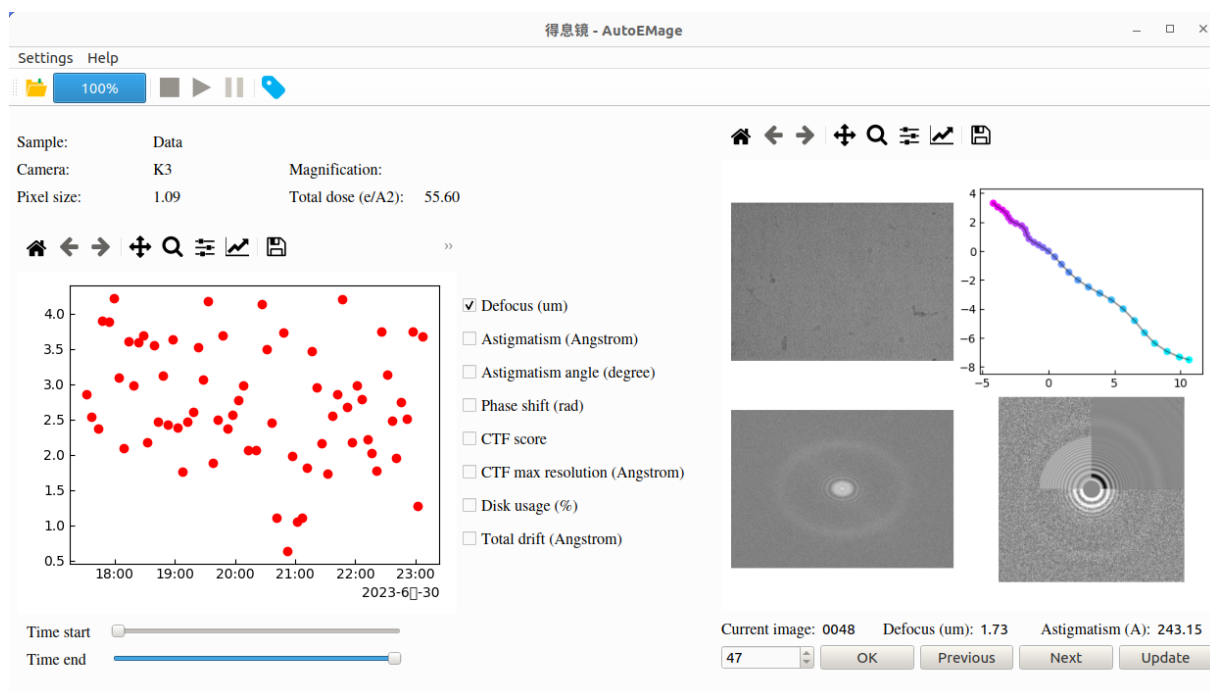 得息镜 - AutoEMage
Settings Help
100%
Sample: Data
Camera: K3 Magnification:
Pixel size: 1.09 Total dose (e/A2): 55.60
4.0
3.5
3.0
2.5
2.0
1.5
1.0
0.5
18:00 19:00 20:00 21:00 22:00 23:00
2023-6▯-30
Defocus (um)
Astigmatism (Angstrom)
Astigmatism angle (degree)
Phase shift (rad)
CTF score
CTF max resolution (Angstrom)
Disk usage (%)
Total drift (Angstrom)
Time start
Time end
4
2
0
−2
−4
−6
−8
−5 0 5 10
Current image: 0048 Defocus (um): 1.73 Astigmatism (A): 243.15
47 OK Previous Next Update